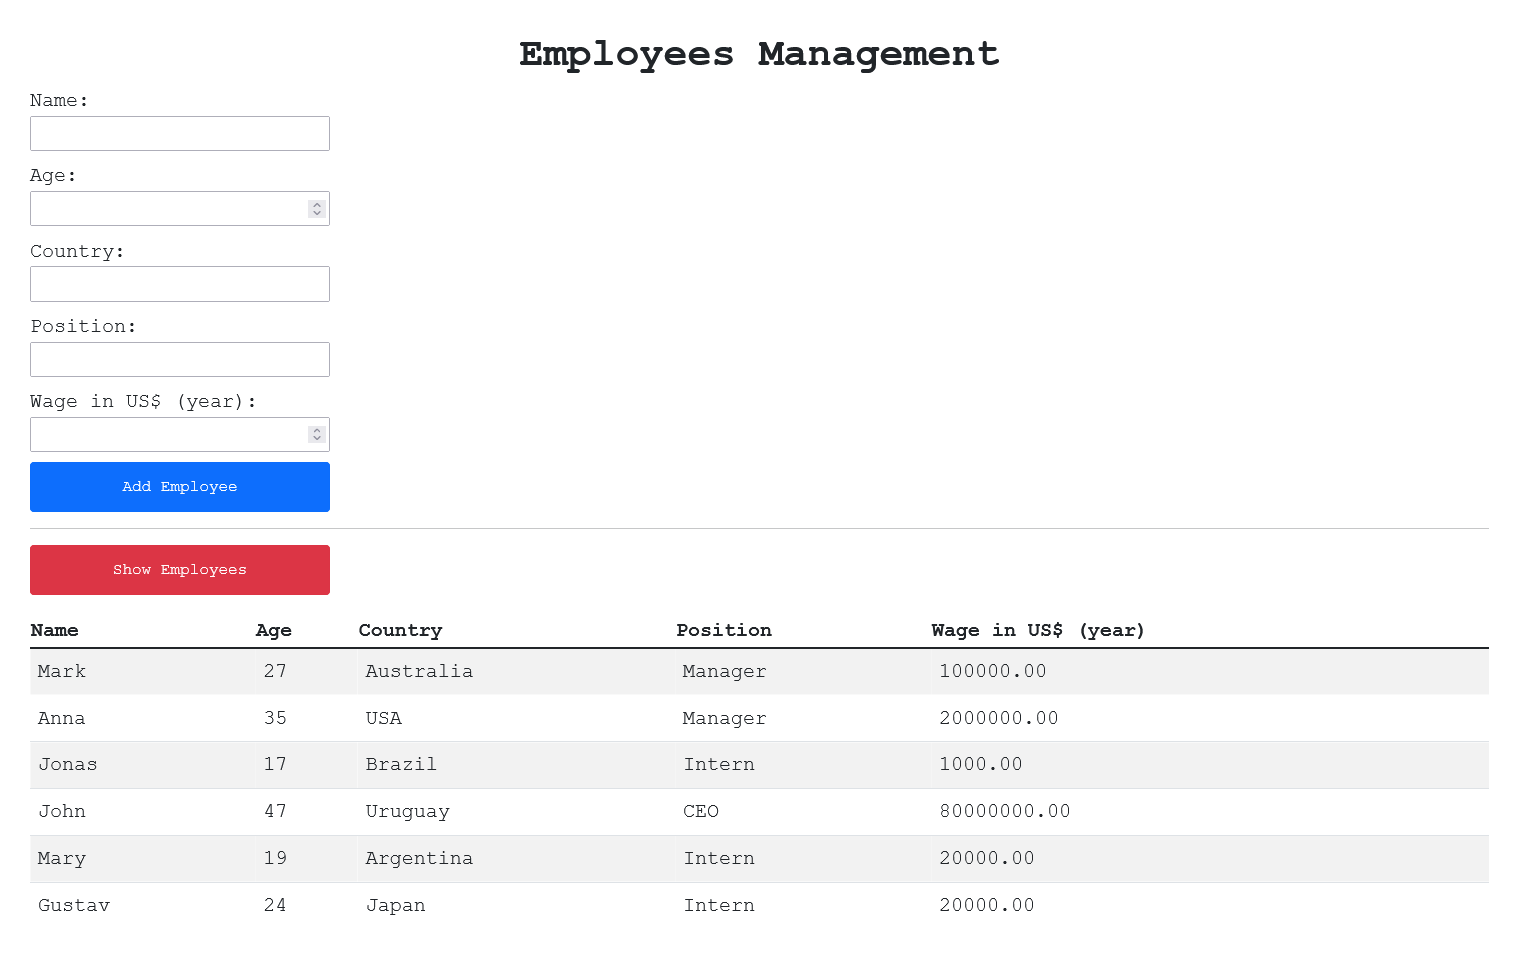 Employees Management
Name:
Age:
Country:
Position:
Wage in US$ (year):
Add Employee
Show Employees
Name Age Country Position Wage in US$ (year)
Mark 27 Australia Manager 100000.00
Anna 35 USA Manager 2000000.00
Jonas 17 Brazil Intern 1000.00
John 47 Uruguay CEO 80000000.00
Mary 19 Argentina Intern 20000.00
Gustav 24 Japan Intern 20000.00